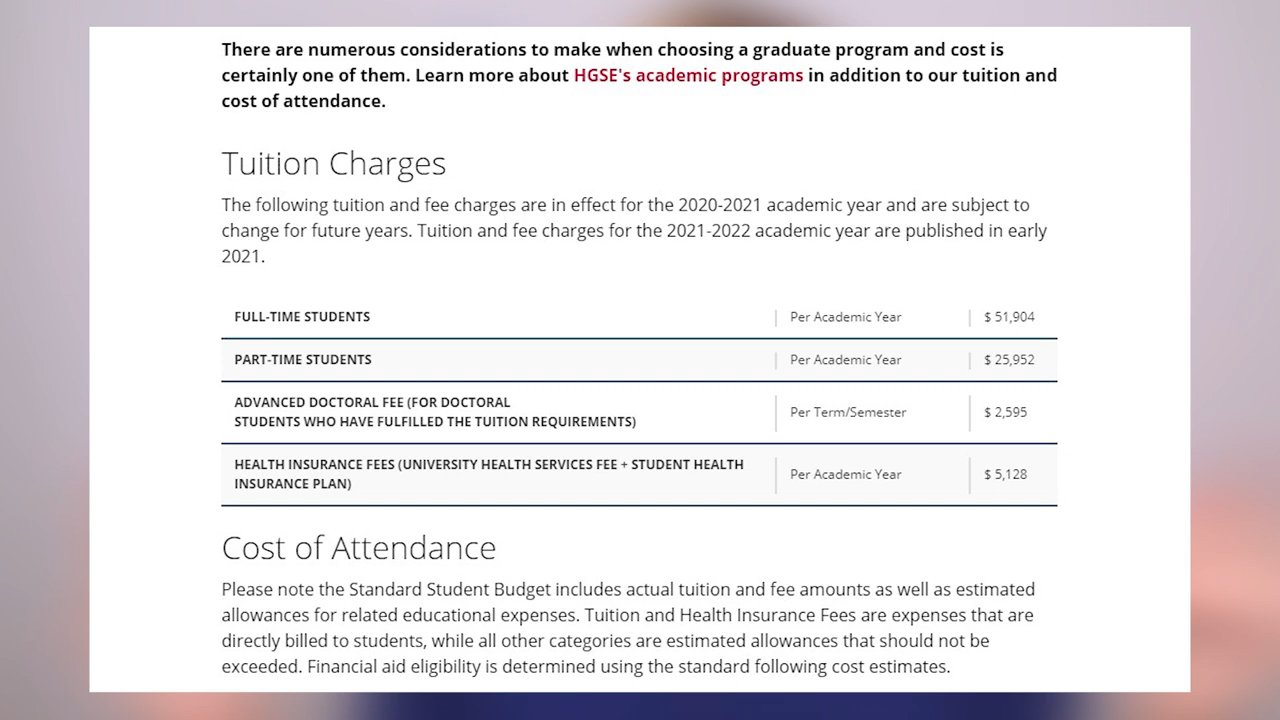 There are numerous considerations to make when choosing a graduate program and cost is
certainly one of them. Learn more about HGSE's academic programs in addition to our tuition and
cost of attendance.
Tuition Charges
The following tuition and fee charges are in effect for the 2020-2021 academic year and are subject to
change for future years. Tuition and fee charges for the 2021-2022 academic year are published in early
2021.
FULL-TIME STUDENTS Per Academic Year $ 51,904
PART-TIME STUDENTS Per Academic Year $ 25,952
ADVANCED DOCTORAL FEE (FOR DOCTORAL
STUDENTS WHO HAVE FULFILLED THE TUITION REQUIREMENTS) Per Term/Semester $ 2,595
HEALTH INSURANCE FEES (UNIVERSITY HEALTH SERVICES FEE + STUDENT HEALTH
INSURANCE PLAN) Per Academic Year $ 5,128
Cost of Attendance
Please note the Standard Student Budget includes actual tuition and fee amounts as well as estimated
allowances for related educational expenses. Tuition and Health Insurance Fees are expenses that are
directly billed to students, while all other categories are estimated allowances that should not be
exceeded. Financial aid eligibility is determined using the standard following cost estimates.